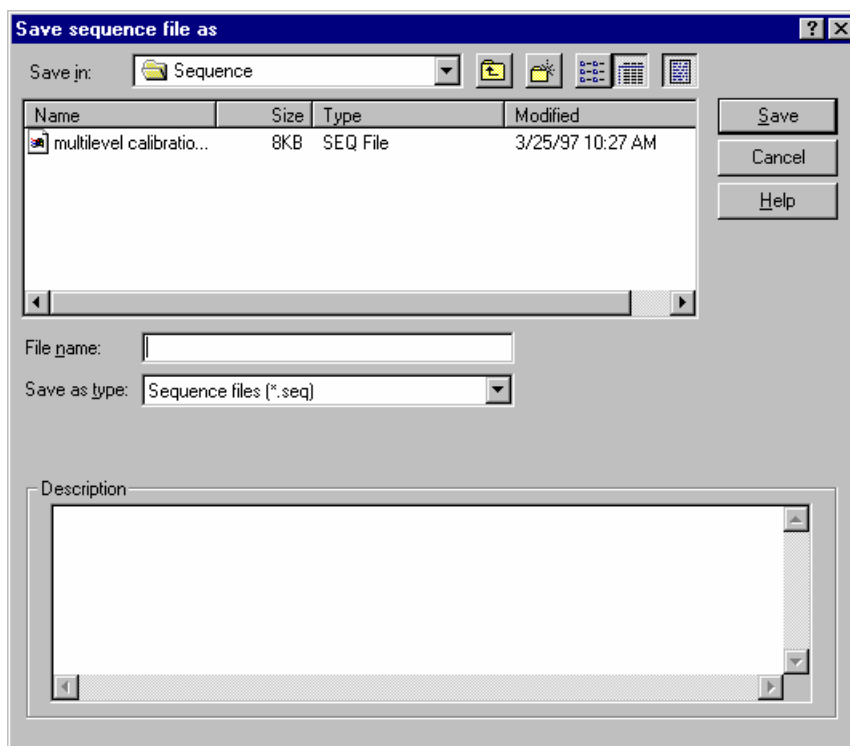 Save sequence file as
Save in: Sequence
Name Size Type Modified
multilevel calibratio... 8KB SEQ File 3/25/97 10:27 AM
Save
Cancel
Help
File name:
Save as type: Sequence files (*.seq)
Description